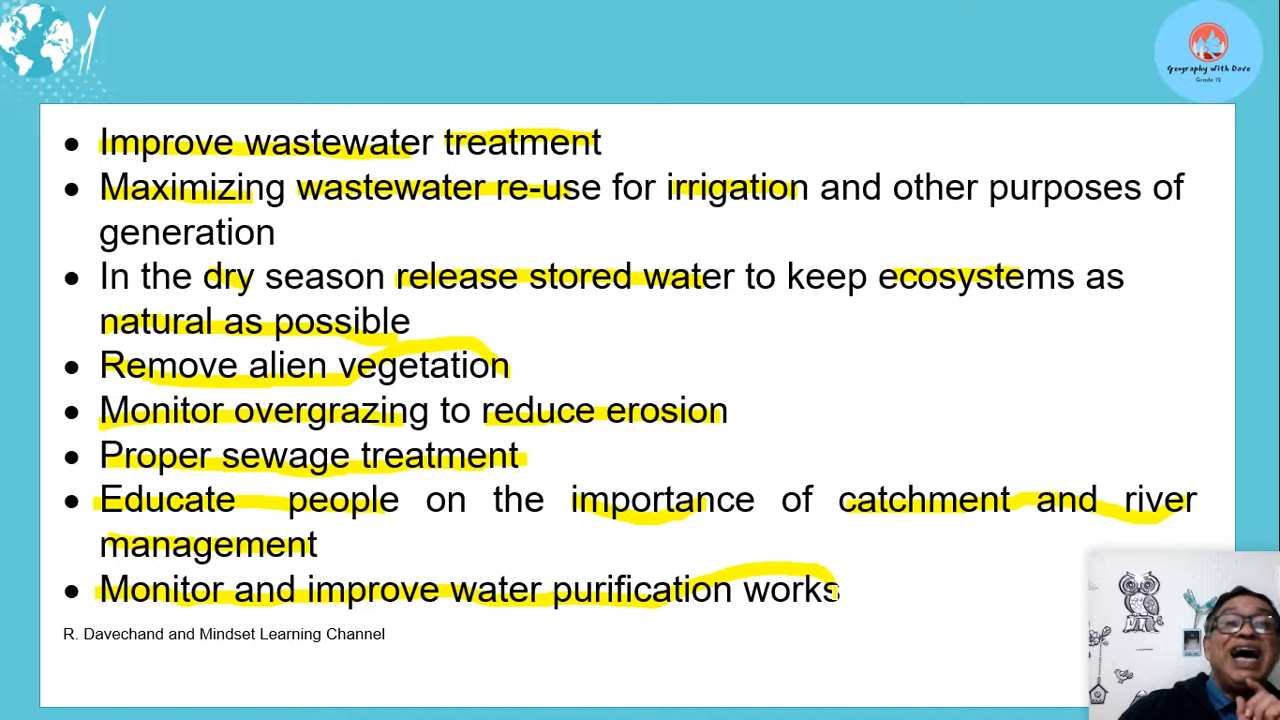 Geography With Dave
Grade 12
• Improve wastewater treatment
• Maximizing wastewater re-use for irrigation and other purposes of
generation
• In the dry season release stored water to keep ecosystems as
natural as possible
• Remove alien vegetation
• Monitor overgrazing to reduce erosion
• Proper sewage treatment
• Educate people on the importance of catchment and river
management
• Monitor and improve water purification works
R. Davechand and Mindset Learning Channel